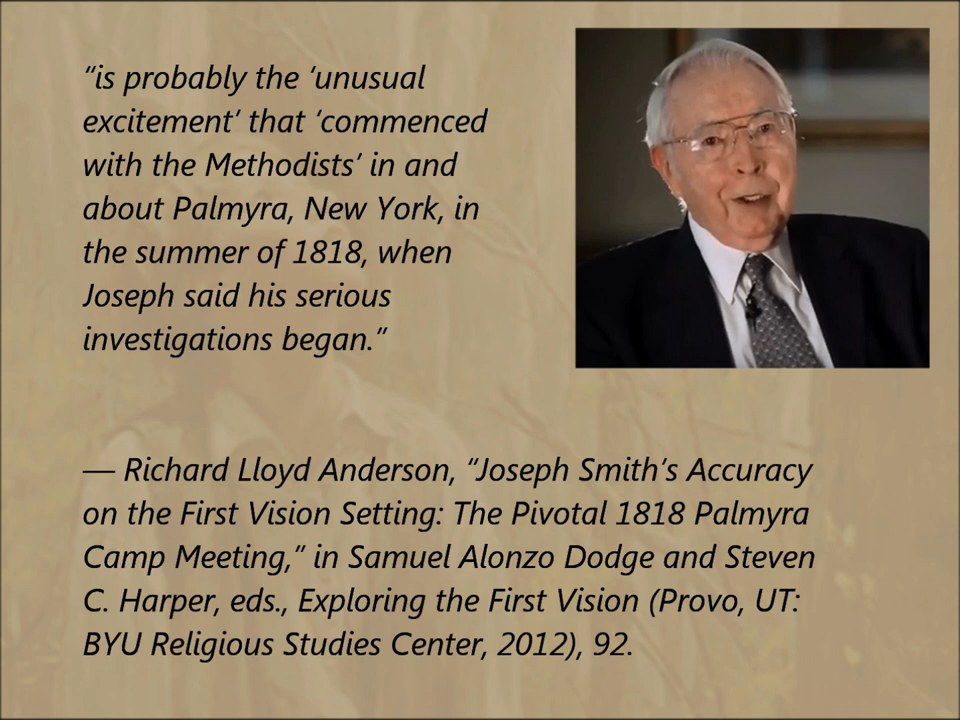 “is probably the ‘unusual
excitement’ that ‘commenced
with the Methodists’ in and
about Palmyra, New York, in
the summer of 1818, when
Joseph said his serious
investigations began.”
— Richard Lloyd Anderson, “Joseph Smith’s Accuracy
on the First Vision Setting: The Pivotal 1818 Palmyra
Camp Meeting,” in Samuel Alonzo Dodge and Steven
C. Harper, eds., Exploring the First Vision (Provo, UT:
BYU Religious Studies Center, 2012), 92.